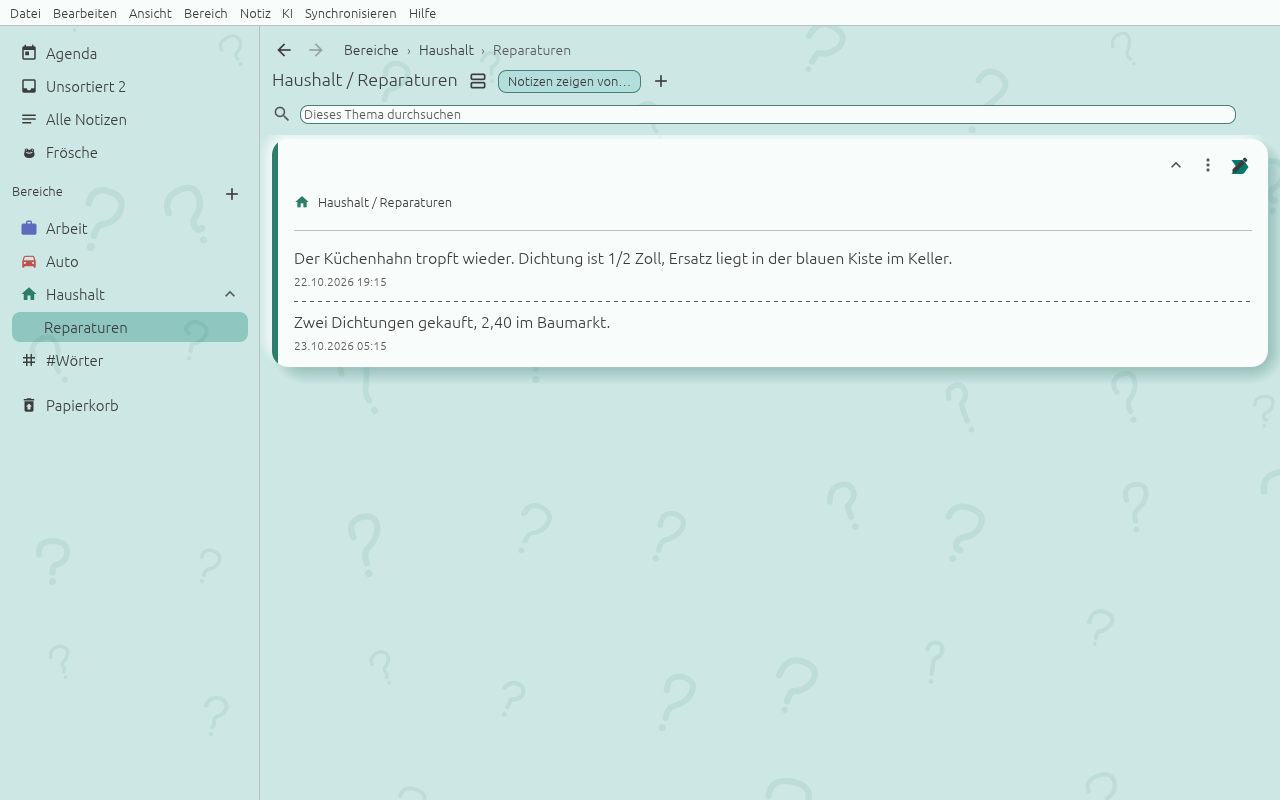 Datei Bearbeiten Ansicht Bereich Notiz KI Synchronisieren Hilfe
Agenda
Unsortiert 2
Alle Notizen
Frösche
Bereiche
Arbeit
Auto
Haushalt
Reparaturen
#Wörter
Papierkorb
Bereiche › Haushalt › Reparaturen
Haushalt / Reparaturen Notizen zeigen von…
Dieses Thema durchsuchen
Haushalt / Reparaturen
Der Küchenhahn tropft wieder. Dichtung ist 1/2 Zoll, Ersatz liegt in der blauen Kiste im Keller.
22.10.2026 19:15
Zwei Dichtungen gekauft, 2,40 im Baumarkt.
23.10.2026 05:15